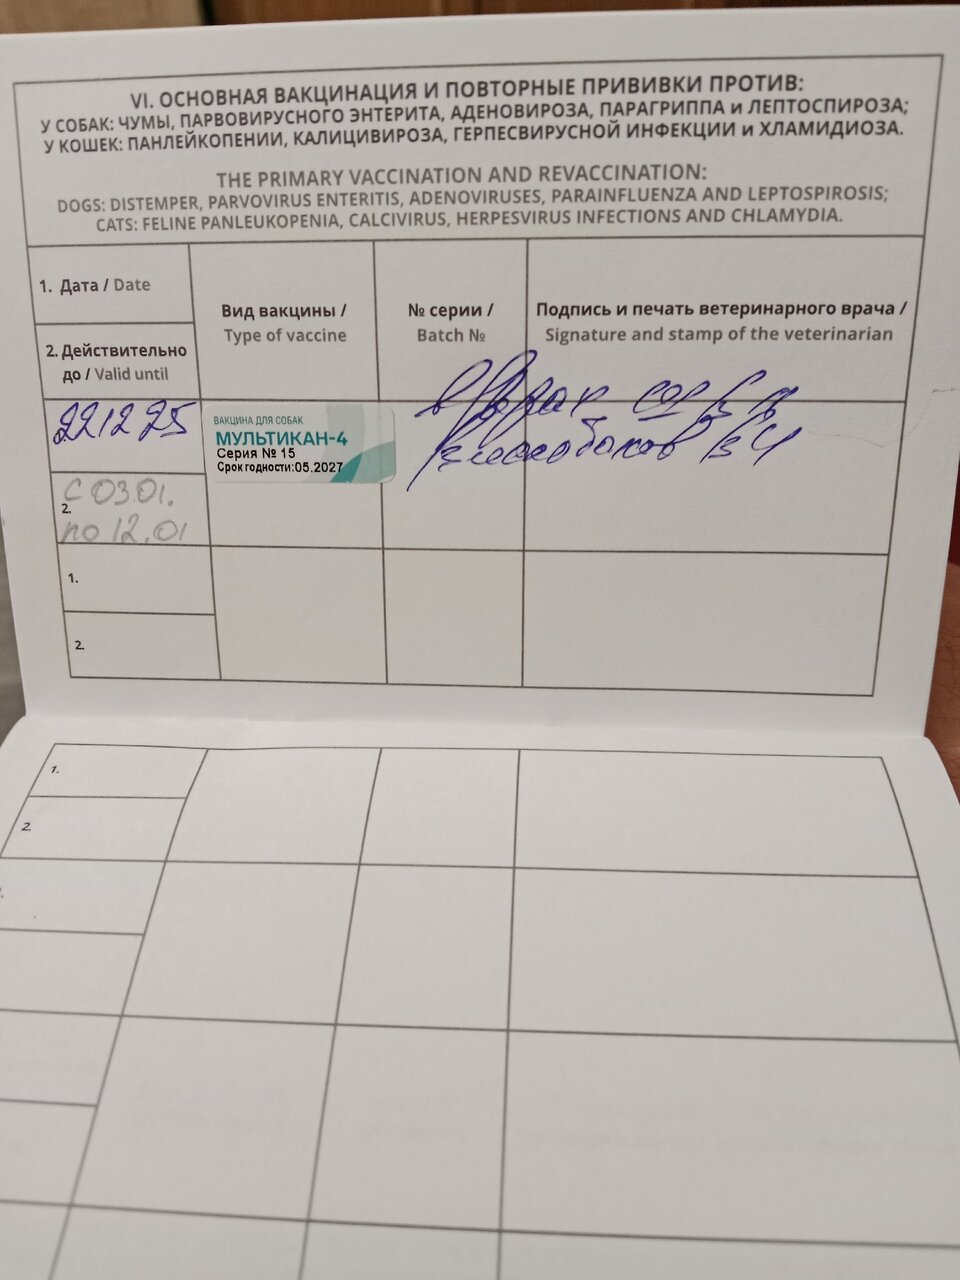 VI. ОСНОВНАЯ ВАКЦИНАЦИЯ И ПОВТОРНЫЕ ПРИВИВКИ ПРОТИВ:
У СОБАК: ЧУМЫ, ПАРВОВИРУСНОГО ЭНТЕРИТА, АДЕНОВИРОЗА, ПАРАГРИППА и ЛЕПТОСПИРОЗА;
У КОШЕК: ПАНЛЕЙКОПЕНИИ, КАЛИЦИВИРОЗА, ГЕРПЕСВИРУСНОЙ ИНФЕКЦИИ и ХЛАМИДИОЗА.
THE PRIMARY VACCINATION AND REVACCINATION:
DOGS: DISTEMPER, PARVOVIRUS ENTERITIS, ADENOVIRUSES, PARAINFLUENZA AND LEPTOSPIROSIS;
CATS: FELINE PANLEUKOPENIA, CALCIVIRUS, HERPESVIRUS INFECTIONS AND CHLAMYDIA.
1. Дата / Date
2. Действительно
до / Valid until
Вид вакцины /
Type of vaccine
№ серии /
Batch №
Подпись и печать ветеринарного врача /
Signature and stamp of the veterinarian
22 12 25
ВАКЦИНА ДЛЯ СОБАК
МУЛЬТИКАН-4
Серия № 15
Срок годности:05.2027
2. С 03.01.
по 12.01
1.
2.
1.
2.